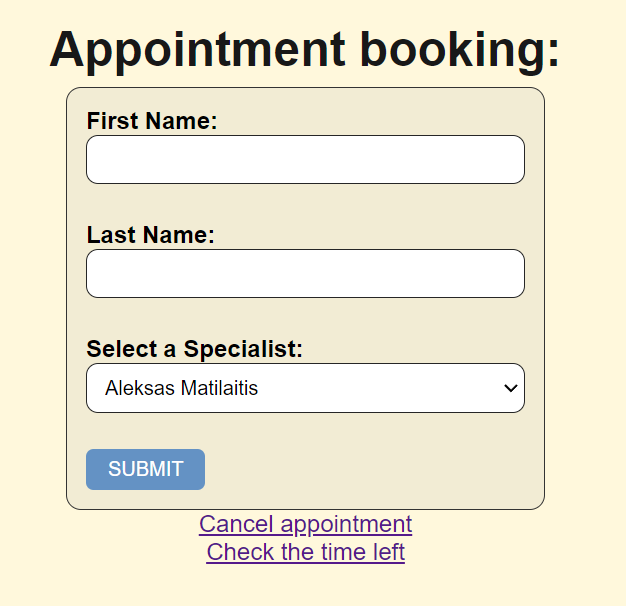 Appointment booking:
First Name:
Last Name:
Select a Specialist:
Aleksas Matilaitis
SUBMIT
Cancel appointment
Check the time left